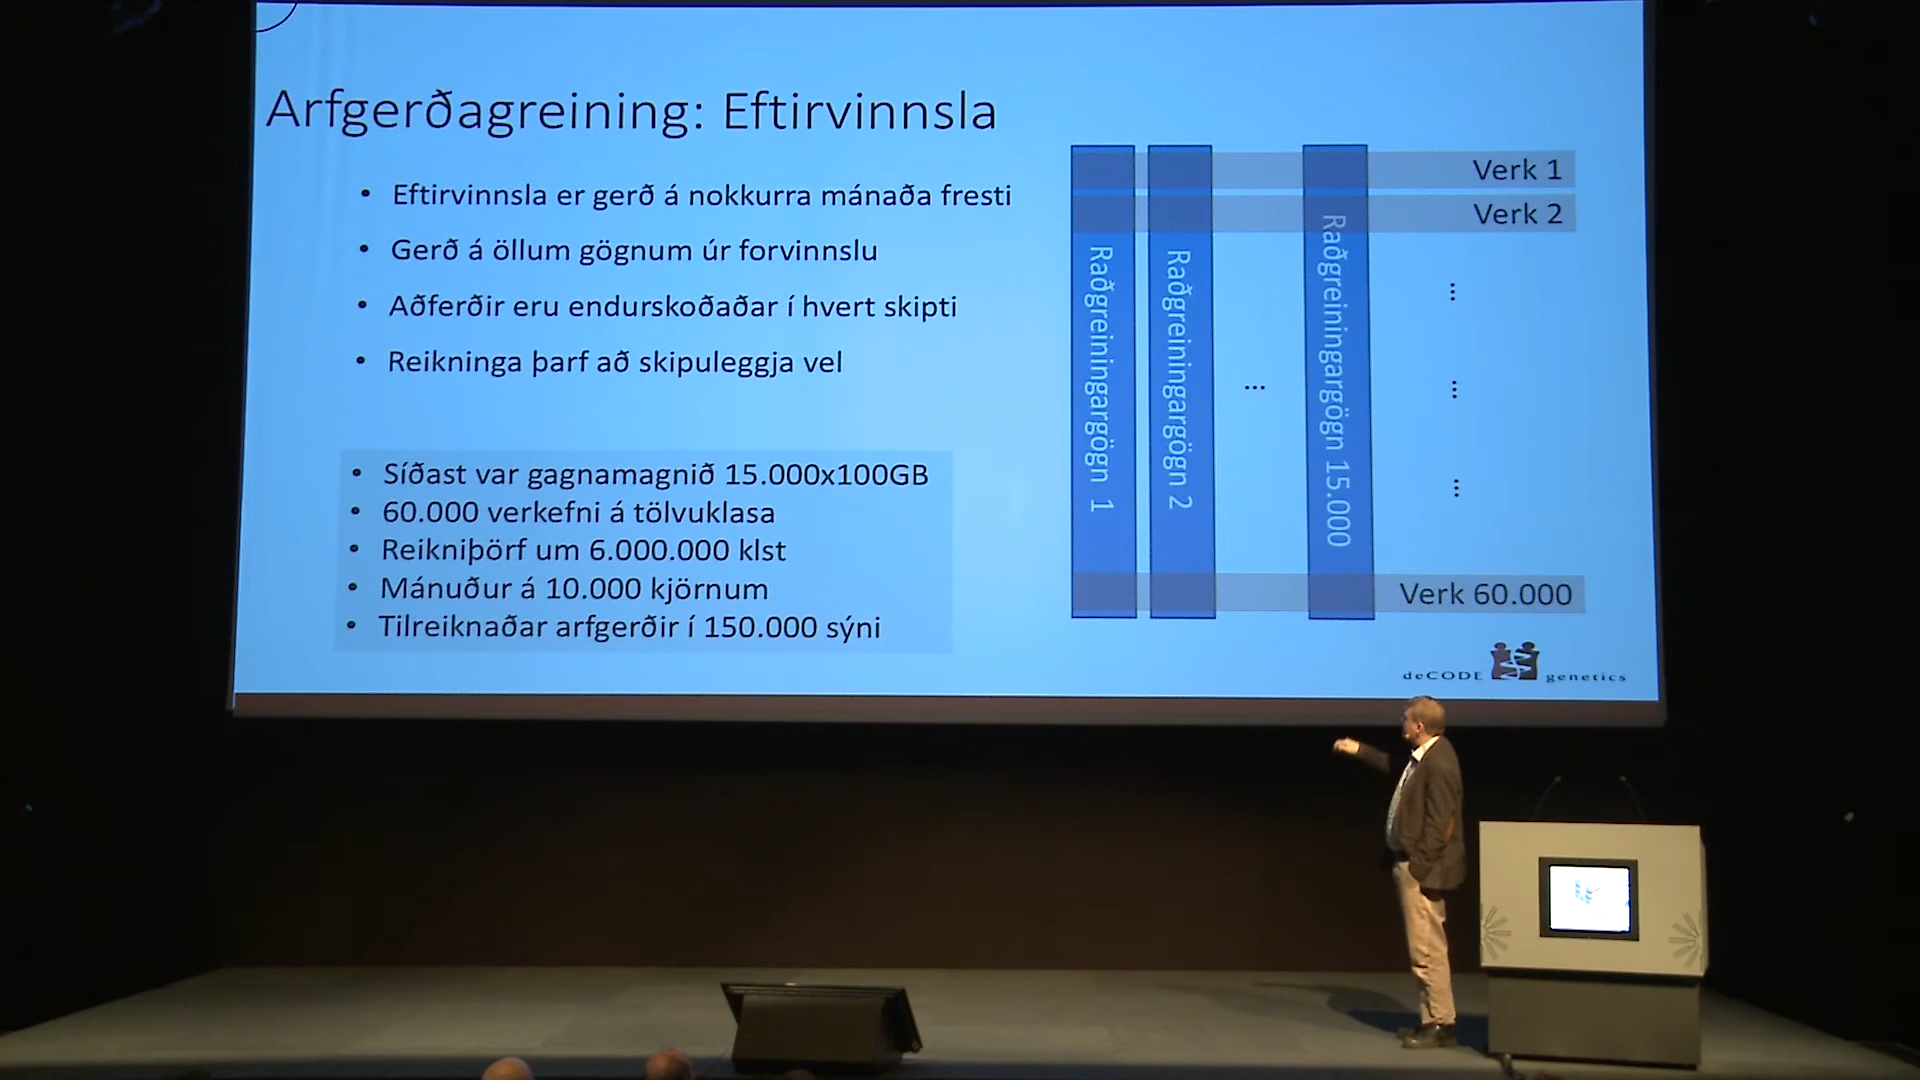 Arfgerðagreining: Eftirvinnsla
• Eftirvinnsla er gerð á nokkurra mánaða fresti
• Gerð á öllum gögnum úr forvinnslu
• Aðferðir eru endurskoðaðar í hvert skipti
• Reikninga þarf að skipuleggja vel
• Síðast var gagnamagnið 15.000x100GB
• 60.000 verkefni á tölvuklasa
• Reikniþörf um 6.000.000 klst
• Mánuður á 10.000 kjörnum
• Tilreiknaðar arfgerðir í 150.000 sýni
Raðgreiningargögn 1
Raðgreiningargögn 2
...
Raðgreiningargögn 15.000
Verk 1
Verk 2
...
...
...
Verk 60.000
deCODE genetics